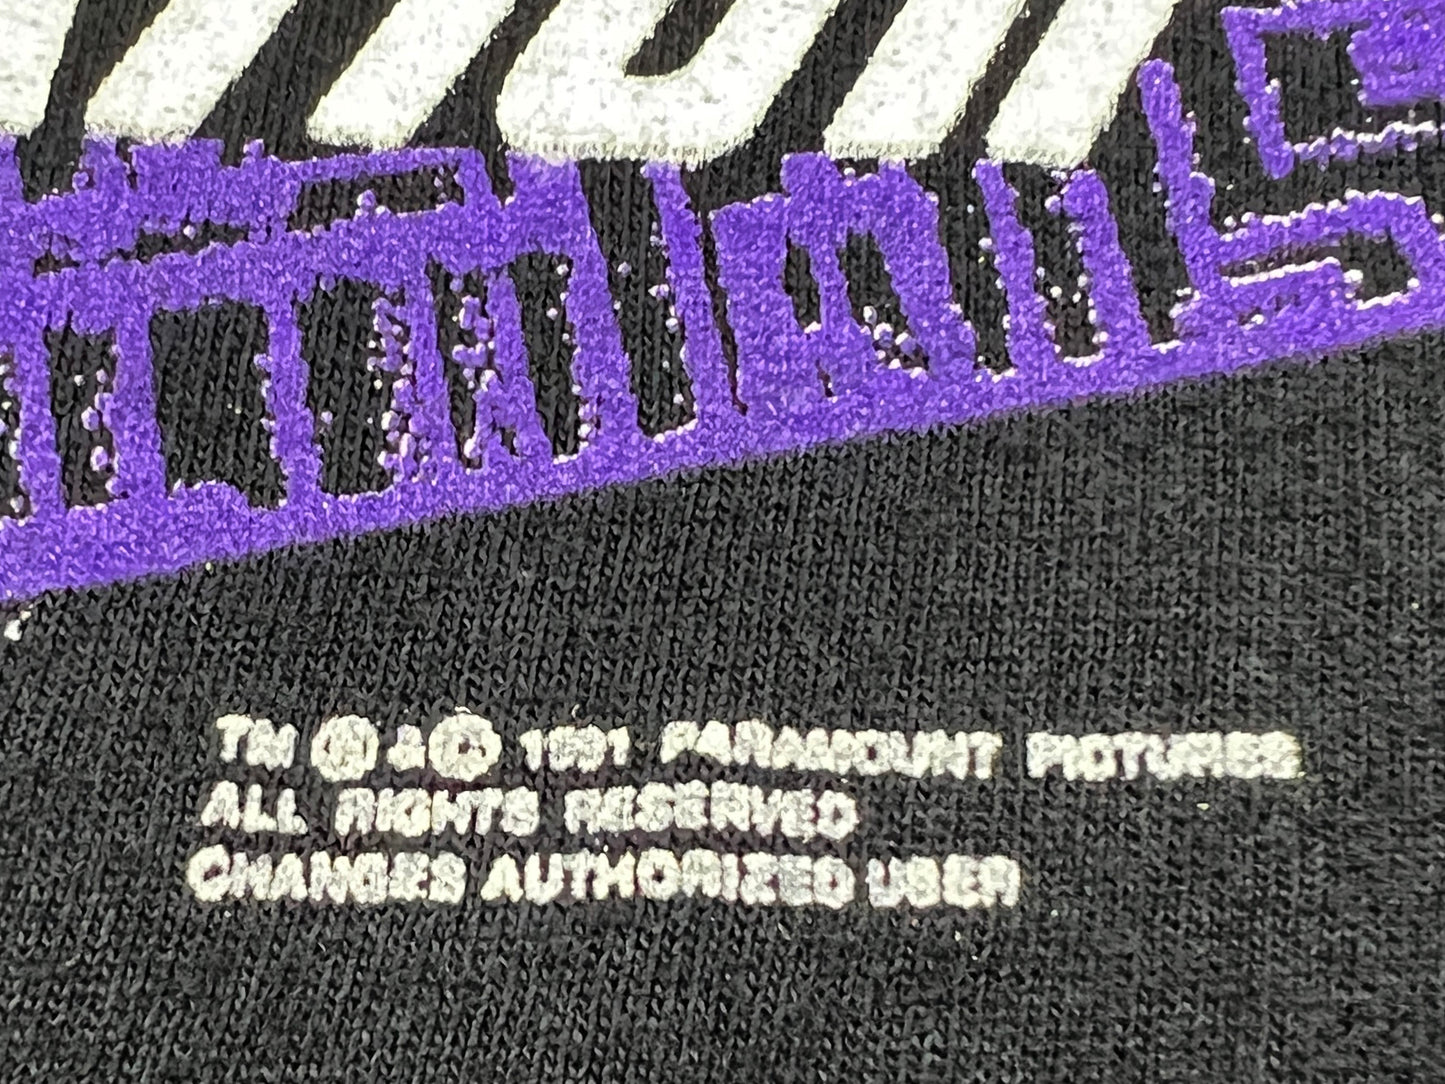 TM ® & © 1991 PARAMOUNT PICTURES
ALL RIGHTS RESERVED
CHANGES AUTHORIZED USER